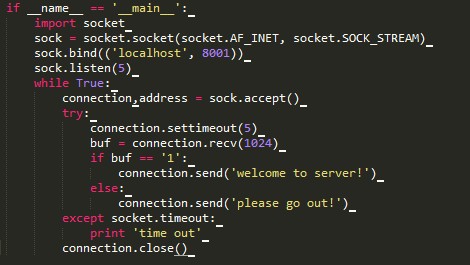 if __name__ == '__main__':
    import socket
    sock = socket.socket(socket.AF_INET, socket.SOCK_STREAM)
    sock.bind(('localhost', 8001))
    sock.listen(5)
    while True:
        connection,address = sock.accept()
        try:
            connection.settimeout(5)
            buf = connection.recv(1024)
            if buf == '1':
                connection.send('welcome to server!')
            else:
                connection.send('please go out!')
        except socket.timeout:
            print 'time out'
        connection.close()